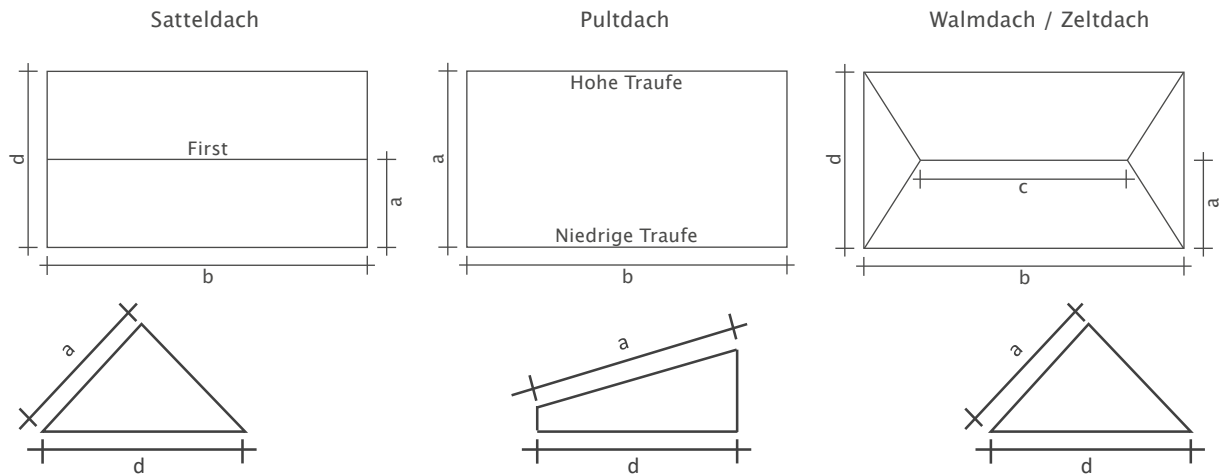 Satteldach
Pultdach
Walmdach / Zeltdach
d
First
a
b
a
Hohe Traufe
Niedrige Traufe
b
d
c
a
b
a
d
a
d
a
d